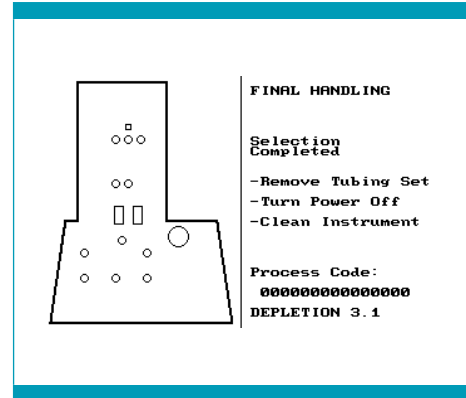 FINAL HANDLING
Selection
Completed
-Remove Tubing Set
-Turn Power Off
-Clean Instrument
Process Code:
000000000000000
DEPLETION 3.1